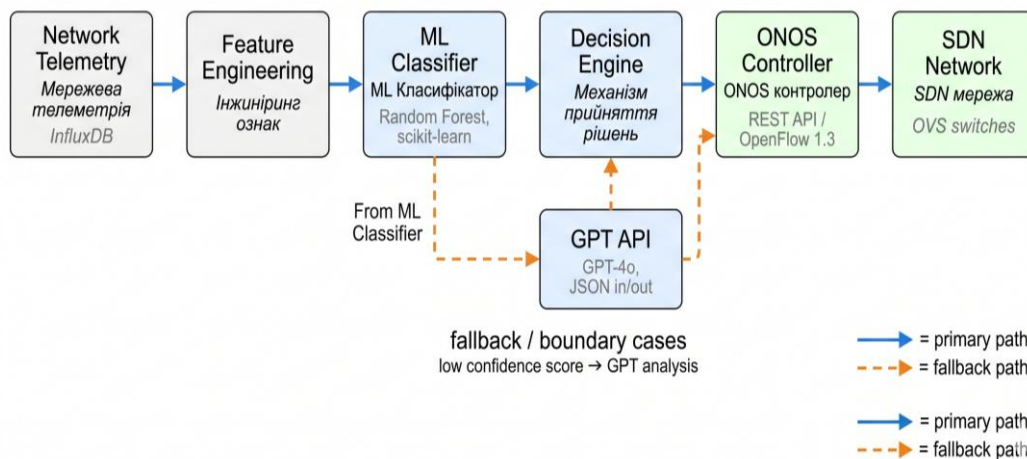 Network
Telemetry
Мережева
телеметрія
InfluxDB
Feature
Engineering
Інжиніринг
ознак
ML
Classifier
ML Класифікатор
Random Forest,
scikit-learn
Decision
Engine
Механізм
прийняття
рішень
ONOS
Controller
ONOS контролер
REST API /
OpenFlow 1.3
SDN
Network
SDN мережа
OVS switches
From ML
Classifier
GPT API
GPT-4o,
JSON in/out
fallback / boundary cases
low confidence score → GPT analysis
= primary path
= fallback path
= primary path
= fallback path